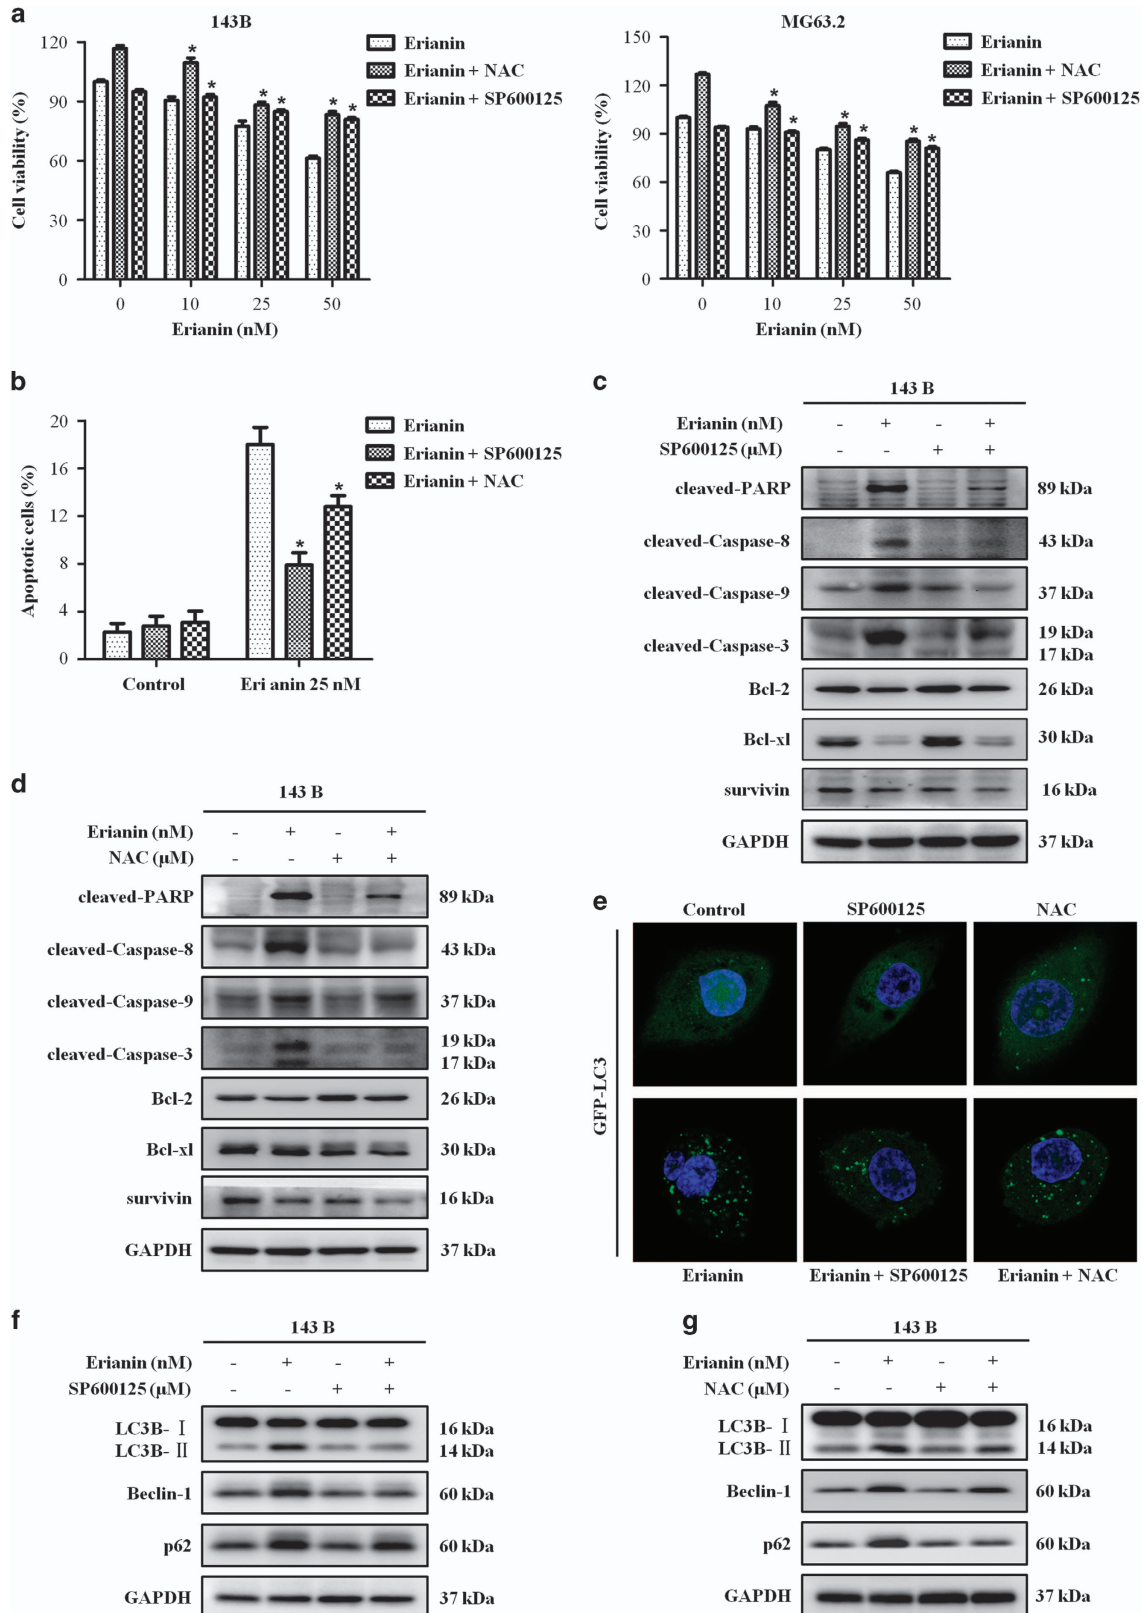 a
143B
120
90
60
30
0
Cell viability (%)
0 10 25 50
Erianin (nM)
Erianin
Erianin + NAC
Erianin + SP600125
* * * * * *
MG63.2
150
120
90
60
30
0
Cell viability (%)
0 10 25 50
Erianin (nM)
Erianin
Erianin + NAC
Erianin + SP600125
* * * * * *
b
20
16
12
8
4
0
Apoptotic cells (%)
Control Eri anin 25 nM
Erianin
Erianin + SP600125
Erianin + NAC
* *
c
143 B
Erianin (nM) - + - +
SP600125 (μM) - - + +
cleaved-PARP 89 kDa
cleaved-Caspase-8 43 kDa
cleaved-Caspase-9 37 kDa
cleaved-Caspase-3 19 kDa
17 kDa
Bcl-2 26 kDa
Bcl-xl 30 kDa
survivin 16 kDa
GAPDH 37 kDa
d
143 B
Erianin (nM) - + - +
NAC (μM) - - + +
cleaved-PARP 89 kDa
cleaved-Caspase-8 43 kDa
cleaved-Caspase-9 37 kDa
cleaved-Caspase-3 19 kDa
17 kDa
Bcl-2 26 kDa
Bcl-xl 30 kDa
survivin 16 kDa
GAPDH 37 kDa
e
Control SP600125 NAC
GFP-LC3
Erianin Erianin + SP600125 Erianin + NAC
f
143 B
Erianin (nM) - + - +
SP600125 (μM) - - + +
LC3B- Ⅰ 16 kDa
LC3B- Ⅱ 14 kDa
Beclin-1 60 kDa
p62 60 kDa
GAPDH 37 kDa
g
143 B
Erianin (nM) - + - +
NAC (μM) - - + +
LC3B- Ⅰ 16 kDa
LC3B- Ⅱ 14 kDa
Beclin-1 60 kDa
p62 60 kDa
GAPDH 37 kDa